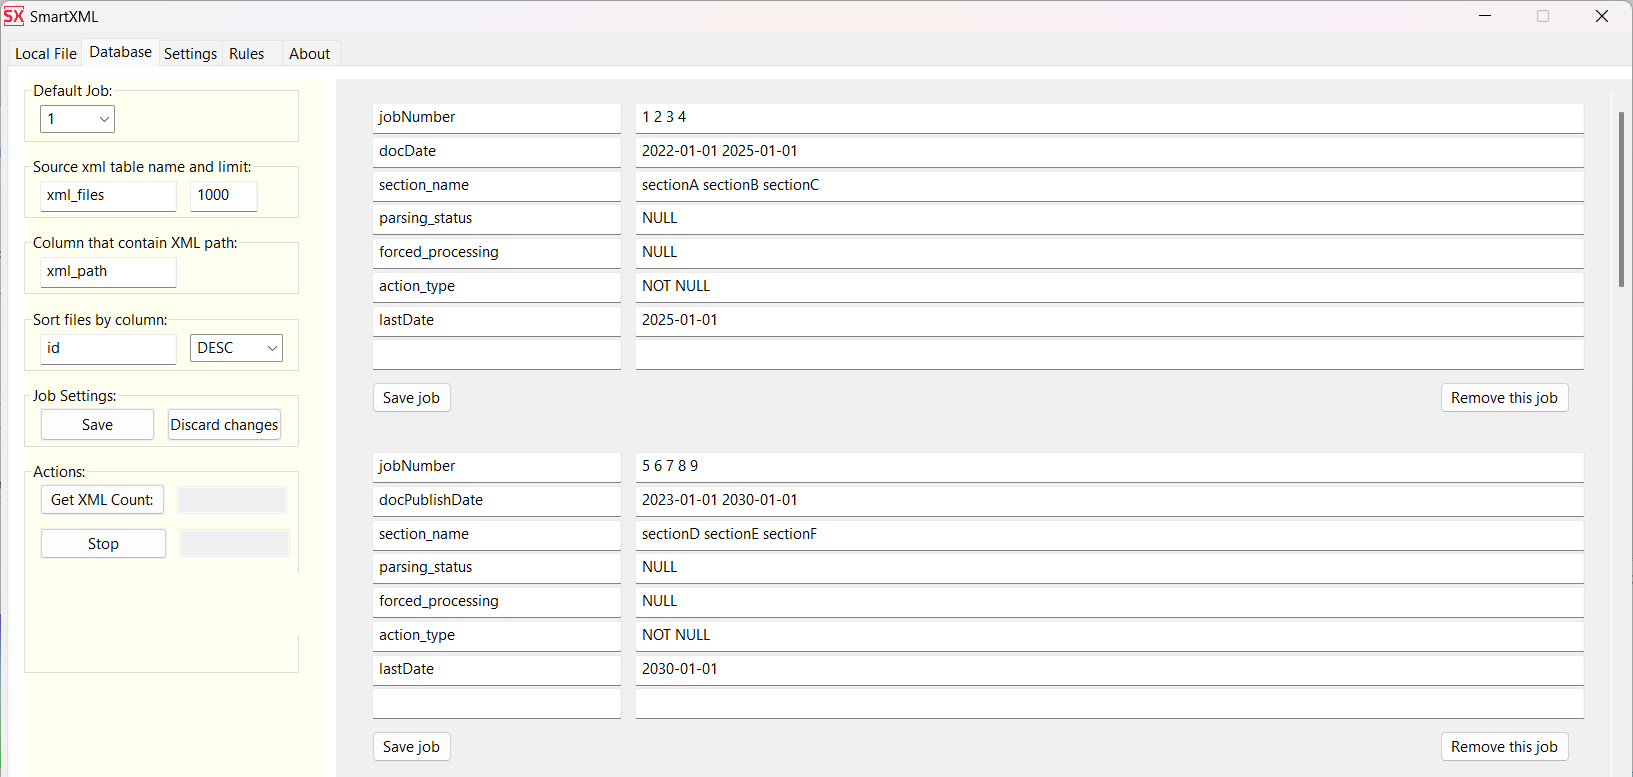 SX SmartXML
Local File Database Settings Rules About
Default Job:
1
Source xml table name and limit:
xml_files 1000
Column that contain XML path:
xml_path
Sort files by column:
id DESC
Job Settings:
Save Discard changes
Actions:
Get XML Count:
Stop
jobNumber 1 2 3 4
docDate 2022-01-01 2025-01-01
section_name sectionA sectionB sectionC
parsing_status NULL
forced_processing NULL
action_type NOT NULL
lastDate 2025-01-01
Save job Remove this job
jobNumber 5 6 7 8 9
docPublishDate 2023-01-01 2030-01-01
section_name sectionD sectionE sectionF
parsing_status NULL
forced_processing NULL
action_type NOT NULL
lastDate 2030-01-01
Save job Remove this job